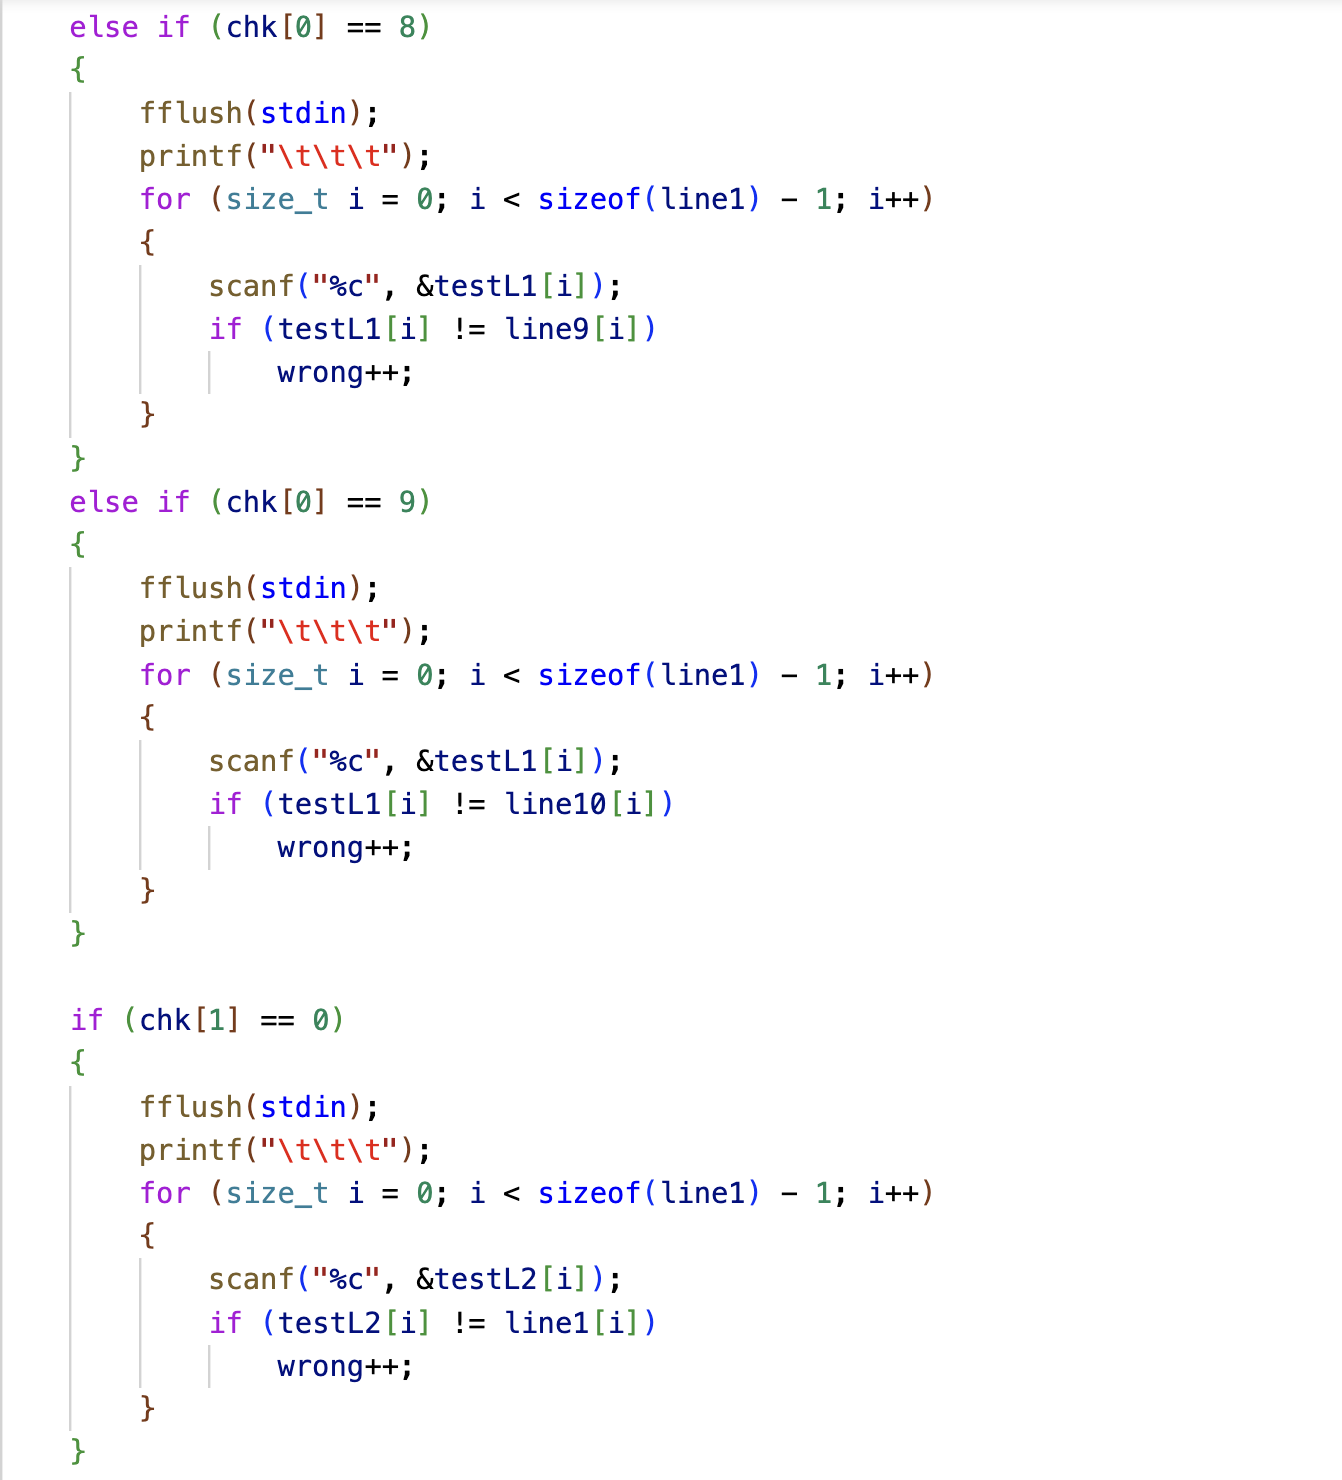 else if (chk[0] == 8)
{
    fflush(stdin);
    printf("\t\t\t");
    for (size_t i = 0; i < sizeof(line1) - 1; i++)
    {
        scanf("%c", &testL1[i]);
        if (testL1[i] != line9[i])
            wrong++;
    }
}
else if (chk[0] == 9)
{
    fflush(stdin);
    printf("\t\t\t");
    for (size_t i = 0; i < sizeof(line1) - 1; i++)
    {
        scanf("%c", &testL1[i]);
        if (testL1[i] != line10[i])
            wrong++;
    }
}

if (chk[1] == 0)
{
    fflush(stdin);
    printf("\t\t\t");
    for (size_t i = 0; i < sizeof(line1) - 1; i++)
    {
        scanf("%c", &testL2[i]);
        if (testL2[i] != line1[i])
            wrong++;
    }
}